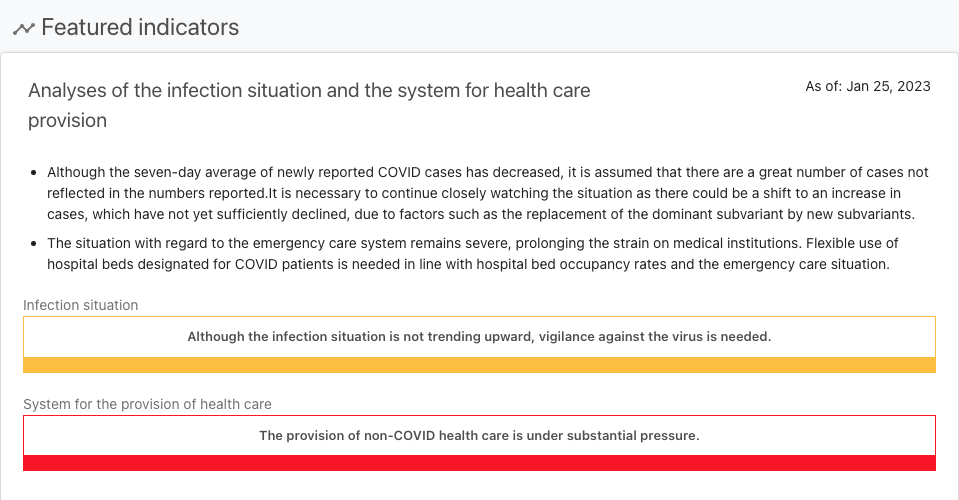 Featured indicators
Analyses of the infection situation and the system for health care
provision
As of: Jan 25, 2023
Although the seven-day average of newly reported COVID cases has decreased, it is assumed that there are a great number of cases not
reflected in the numbers reported.It is necessary to continue closely watching the situation as there could be a shift to an increase in
cases, which have not yet sufficiently declined, due to factors such as the replacement of the dominant subvariant by new subvariants.
The situation with regard to the emergency care system remains severe, prolonging the strain on medical institutions. Flexible use of
hospital beds designated for COVID patients is needed in line with hospital bed occupancy rates and the emergency care situation.
Infection situation
Although the infection situation is not trending upward, vigilance against the virus is needed.
System for the provision of health care
The provision of non-COVID health care is under substantial pressure.